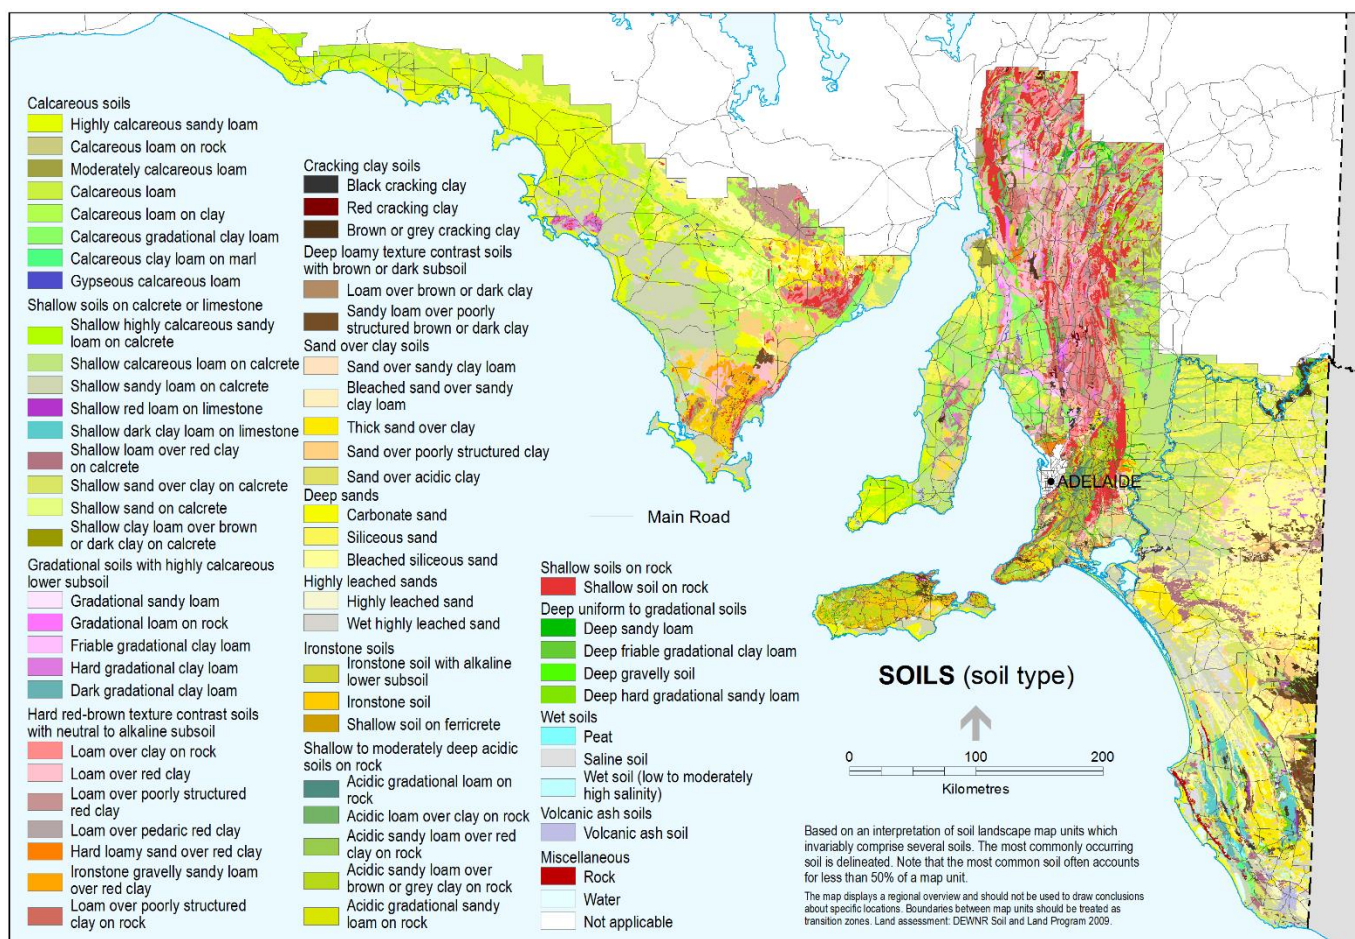 Calcareous soils
Highly calcareous sandy loam
Calcareous loam on rock
Moderately calcareous loam
Calcareous loam
Calcareous loam on clay
Calcareous gradational clay loam
Calcareous clay loam on marl
Gypseous calcareous loam
Shallow soils on calcrete or limestone
Shallow highly calcareous sandy
loam on calcrete
Shallow calcareous loam on calcrete
Shallow sandy loam on calcrete
Shallow red loam on limestone
Shallow dark clay loam on limestone
Shallow loam over red clay
on calcrete
Shallow sand over clay on calcrete
Shallow sand on calcrete
Shallow clay loam over brown
or dark clay on calcrete
Gradational soils with highly calcareous
lower subsoil
Gradational sandy loam
Gradational loam on rock
Friable gradational clay loam
Hard gradational clay loam
Dark gradational clay loam
Hard red-brown texture contrast soils
with neutral to alkaline subsoil
Loam over clay on rock
Loam over red clay
Loam over poorly structured
red clay
Loam over pedaric red clay
Hard loamy sand over red clay
Ironstone gravelly sandy loam
over red clay
Loam over poorly structured
clay on rock
Cracking clay soils
Black cracking clay
Red cracking clay
Brown or grey cracking clay
Deep loamy texture contrast soils
with brown or dark subsoil
Loam over brown or dark clay
Sandy loam over poorly
structured brown or dark clay
Sand over clay soils
Sand over sandy clay loam
Bleached sand over sandy
clay loam
Thick sand over clay
Sand over poorly structured clay
Sand over acidic clay
Deep sands
Carbonate sand
Siliceous sand
Bleached siliceous sand
Highly leached sands
Highly leached sand
Wet highly leached sand
Ironstone soils
Ironstone soil with alkaline
lower subsoil
Ironstone soil
Shallow soil on ferricrete
Shallow to moderately deep acidic
soils on rock
Acidic gradational loam on
rock
Acidic loam over clay on rock
Acidic sandy loam over red
clay on rock
Acidic sandy loam over
brown or grey clay on rock
Acidic gradational sandy
loam on rock
Main Road
Shallow soils on rock
Shallow soil on rock
Deep uniform to gradational soils
Deep sandy loam
Deep friable gradational clay loam
Deep gravelly soil
Deep hard gradational sandy loam
Wet soils
Peat
Saline soil
Wet soil (low to moderately
high salinity)
Volcanic ash soils
Volcanic ash soil
Miscellaneous
Rock
Water
Not applicable
ADELAIDE
SOILS (soil type)
0 100 200
Kilometres
Based on an interpretation of soil landscape map units which
invariably comprise several soils. The most commonly occurring
soil is delineated. Note that the most common soil often accounts
for less than 50% of a map unit.
The map displays a regional overview and should not be used to draw conclusions
about specific locations. Boundaries between map units should be treated as
transition zones. Land assessment: DEWNR Soil and Land Program 2009.